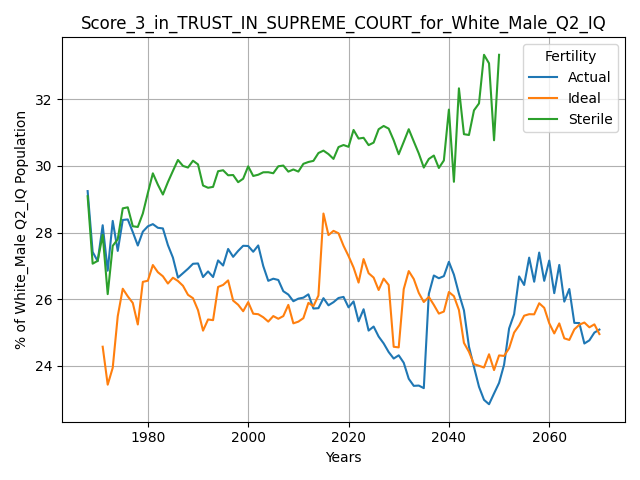 Score_3_in_TRUST_IN_SUPREME_COURT_for_White_Male_Q2_IQ
Fertility
Actual
Ideal
Sterile
% of White_Male Q2_IQ Population
32
30
28
26
24
1980
2000
2020
2040
2060
Years